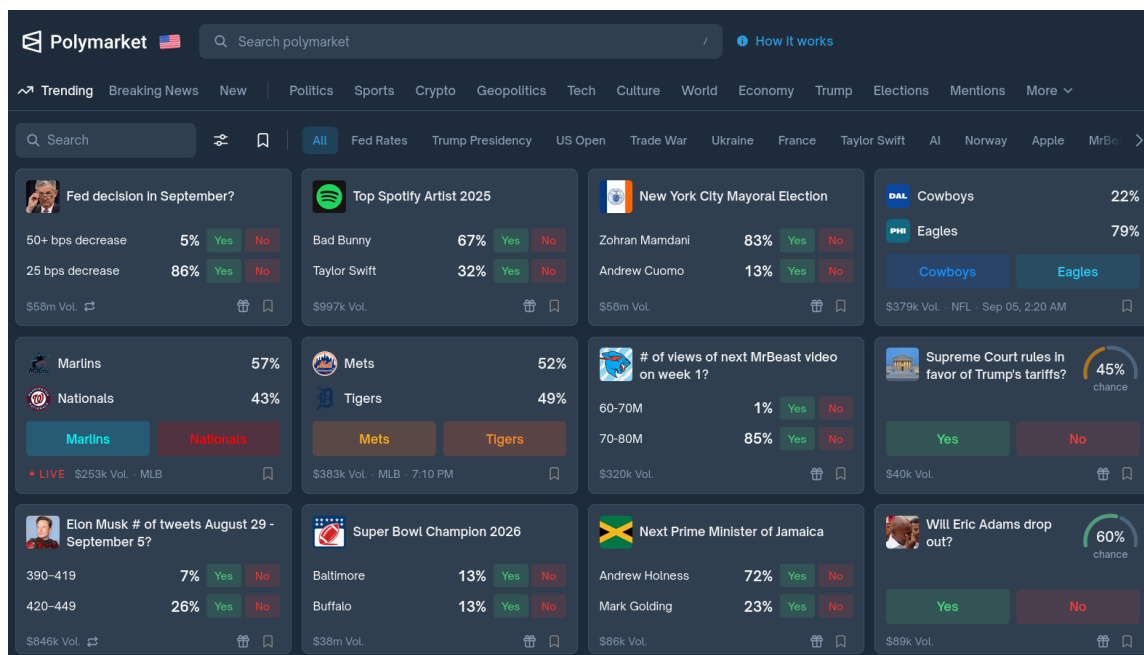 Polymarket
Search polymarket
/
How it works
Trending
Breaking News
New
Politics
Sports
Crypto
Geopolitics
Tech
Culture
World
Economy
Trump
Elections
Mentions
More
Search
All
Fed Rates
Trump Presidency
US Open
Trade War
Ukraine
France
Taylor Swift
AI
Norway
Apple
MrBe
Fed decision in September?
50+ bps decrease 5% Yes No
25 bps decrease 86% Yes No
$58m Vol.
Top Spotify Artist 2025
Bad Bunny 67% Yes No
Taylor Swift 32% Yes No
$997k Vol.
New York City Mayoral Election
Zohran Mamdani 83% Yes No
Andrew Cuomo 13% Yes No
$58m Vol.
DAL Cowboys 22%
PHI Eagles 79%
Cowboys Eagles
$379k Vol. · NFL · Sep 05, 2:20 AM
Marlins 57%
Nationals 43%
Marlins Nationals
• LIVE $253k Vol. · MLB
Mets 52%
Tigers 49%
Mets Tigers
$383k Vol. · MLB · 7:10 PM
# of views of next MrBeast video
on week 1?
60-70M 1% Yes No
70-80M 85% Yes No
$320k Vol.
Supreme Court rules in
favor of Trump's tariffs?
45%
chance
Yes No
$40k Vol.
Elon Musk # of tweets August 29 -
September 5?
390–419 7% Yes No
420–449 26% Yes No
$846k Vol.
Super Bowl Champion 2026
Baltimore 13% Yes No
Buffalo 13% Yes No
$38m Vol.
Next Prime Minister of Jamaica
Andrew Holness 72% Yes No
Mark Golding 23% Yes No
$86k Vol.
Will Eric Adams drop
out?
60%
chance
Yes No
$89k Vol.